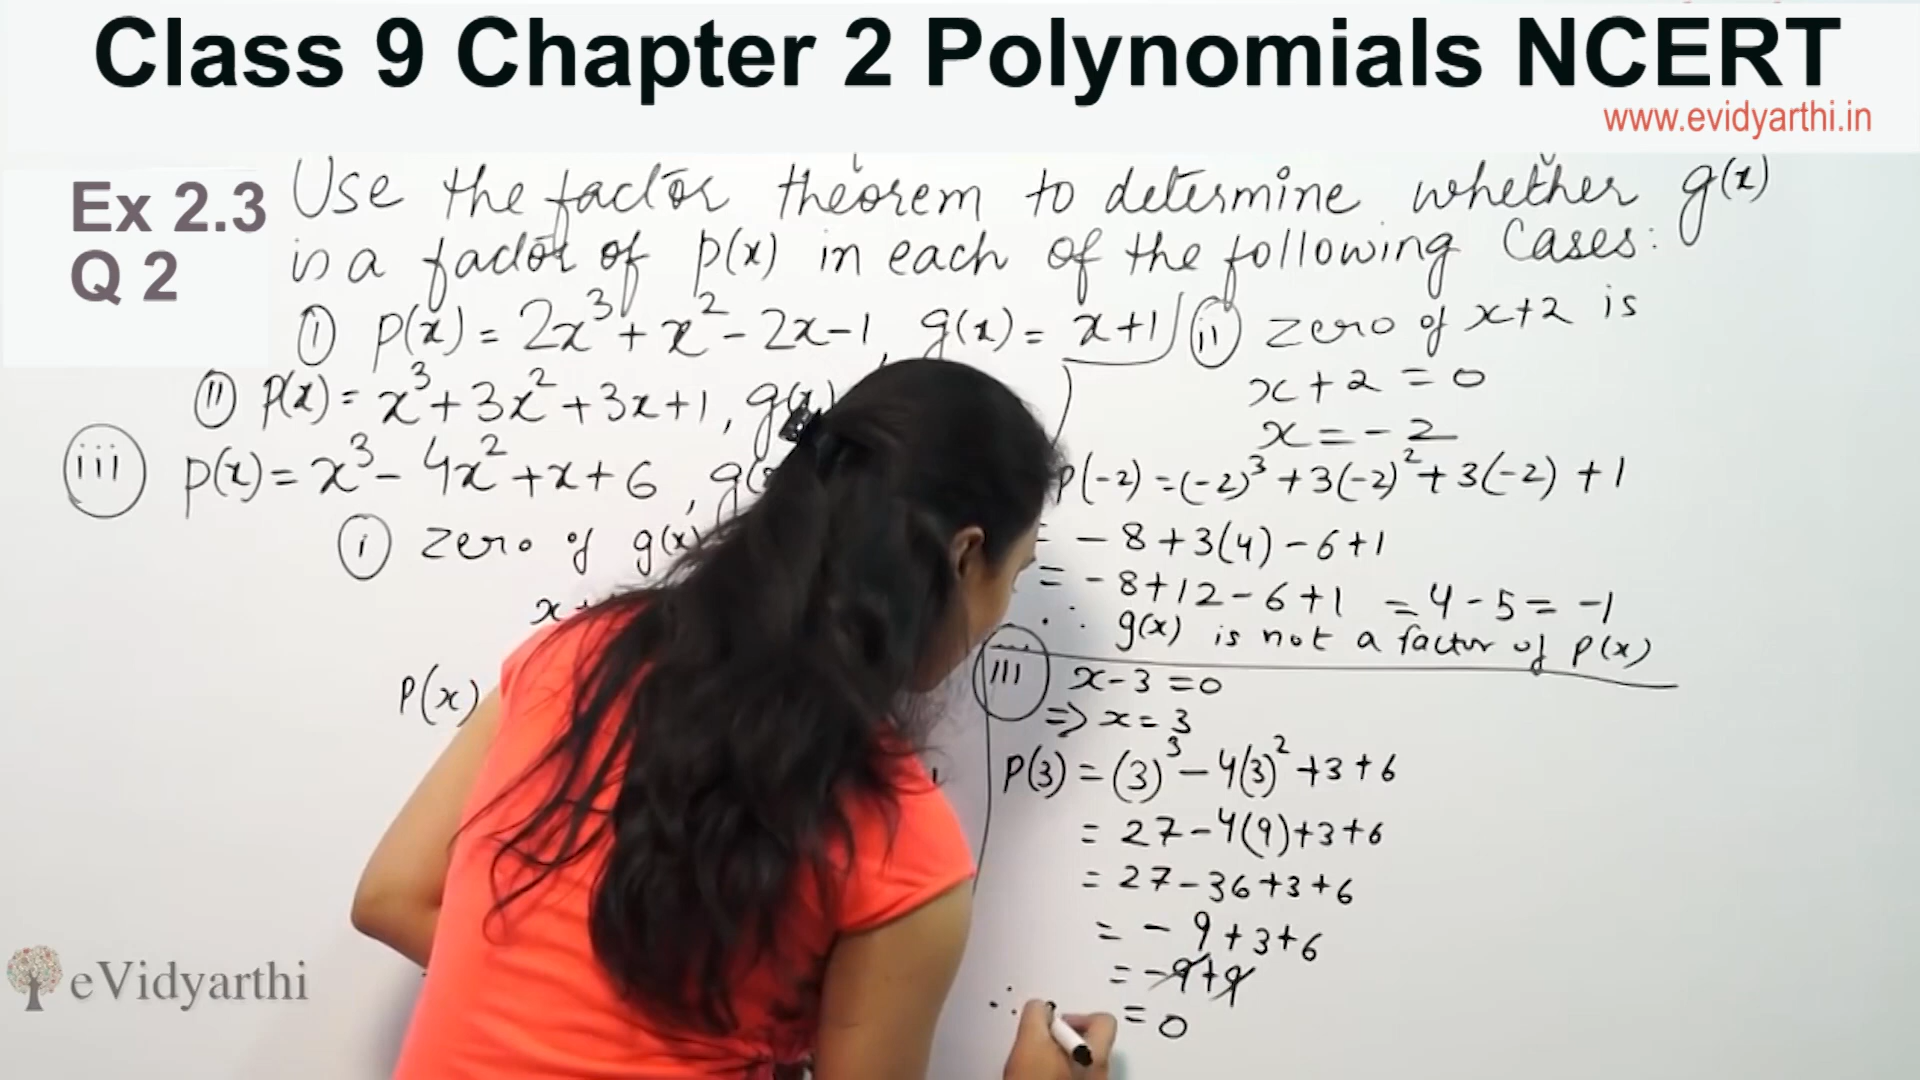 Class 9 Chapter 2 Polynomials NCERT
www.evidyarthi.in
Ex 2.3
Q 2
Use the factor theorem to determine whether g(x)
is a factor of p(x) in each of the following Cases:
(i) p(x) = 2x³ + x² - 2x - 1, g(x) = x+1
(ii) P(x) = x³ + 3x² + 3x + 1, g(x)
(iii) p(x) = x³ - 4x² + x + 6, g(x
(i) zero of g(x)
x +
P(x)
(ii) zero of x+2 is
x + 2 = 0
x = - 2
P(-2) = (-2)³ + 3(-2)² + 3(-2) + 1
= - 8 + 3(4) - 6 + 1
= - 8 + 12 - 6 + 1 = 4 - 5 = -1
∴ g(x) is not a factor of P(x)
(iii) x - 3 = 0
=> x = 3
P(3) = (3)³ - 4(3)² + 3 + 6
= 27 - 4(9) + 3 + 6
= 27 - 36 + 3 + 6
= - 9 + 3 + 6
= - 9 + 9
= 0
∴
eVidyarthi